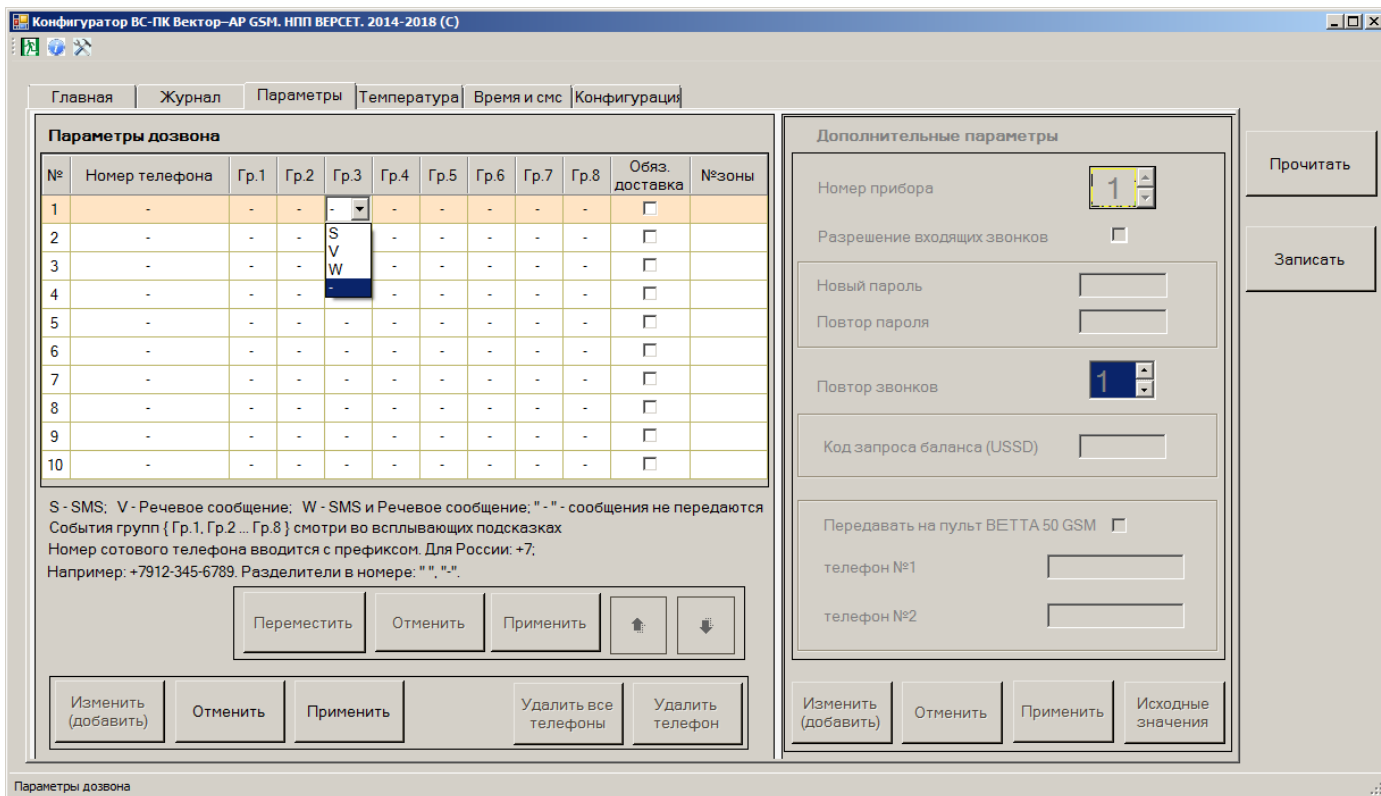 Конфигуратор ВС-ПК Вектор–АР GSM. НПП ВЕРСЕТ. 2014-2018 (С)
Главная Журнал Параметры Температура Время и смс Конфигурация
Параметры дозвона
№ Номер телефона Гр.1 Гр.2 Гр.3 Гр.4 Гр.5 Гр.6 Гр.7 Гр.8 Обяз. доставка №зоны
1 - - - - - - - - -
2 - - - S - - - - -
V
3 - - - W - - - - -
4 - - - - - - - - -
5 - - - - - - - - -
6 - - - - - - - - -
7 - - - - - - - - -
8 - - - - - - - - -
9 - - - - - - - - -
10 - - - - - - - - -
S - SMS; V - Речевое сообщение; W - SMS и Речевое сообщение; " - " - сообщения не передаются
События групп { Гр.1, Гр.2 ... Гр.8 } смотри во всплывающих подсказках
Номер сотового телефона вводится с префиксом. Для России: +7;
Например: +7912-345-6789. Разделители в номере: " ", "-".
Переместить Отменить Применить
Изменить (добавить) Отменить Применить Удалить все телефоны Удалить телефон
Дополнительные параметры
Номер прибора 1
Разрешение входящих звонков
Новый пароль
Повтор пароля
Повтор звонков 1
Код запроса баланса (USSD)
Передавать на пульт ВЕТТА 50 GSM
телефон №1
телефон №2
Изменить (добавить) Отменить Применить Исходные значения
Прочитать
Записать
Параметры дозвона